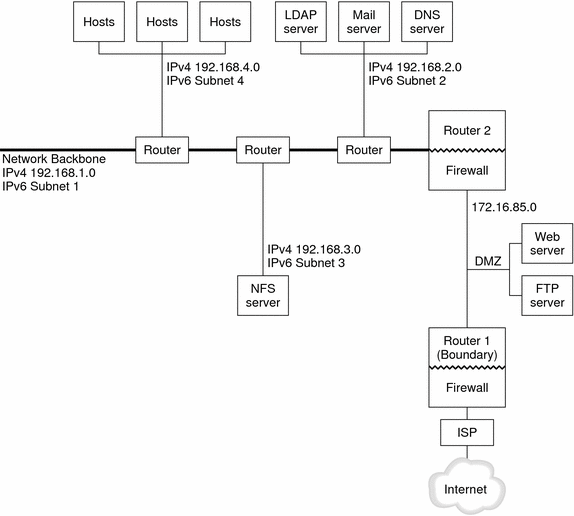 Hosts
Hosts
Hosts
LDAP
server
Mail
server
DNS
server
IPv4 192.168.4.0
IPv6 Subnet 4
IPv4 192.168.2.0
IPv6 Subnet 2
Router
Router
Router
Router 2
Firewall
Network Backbone
IPv4 192.168.1.0
IPv6 Subnet 1
172.16.85.0
IPv4 192.168.3.0
IPv6 Subnet 3
NFS
server
DMZ
Web
server
FTP
server
Router 1
(Boundary)
Firewall
ISP
Internet